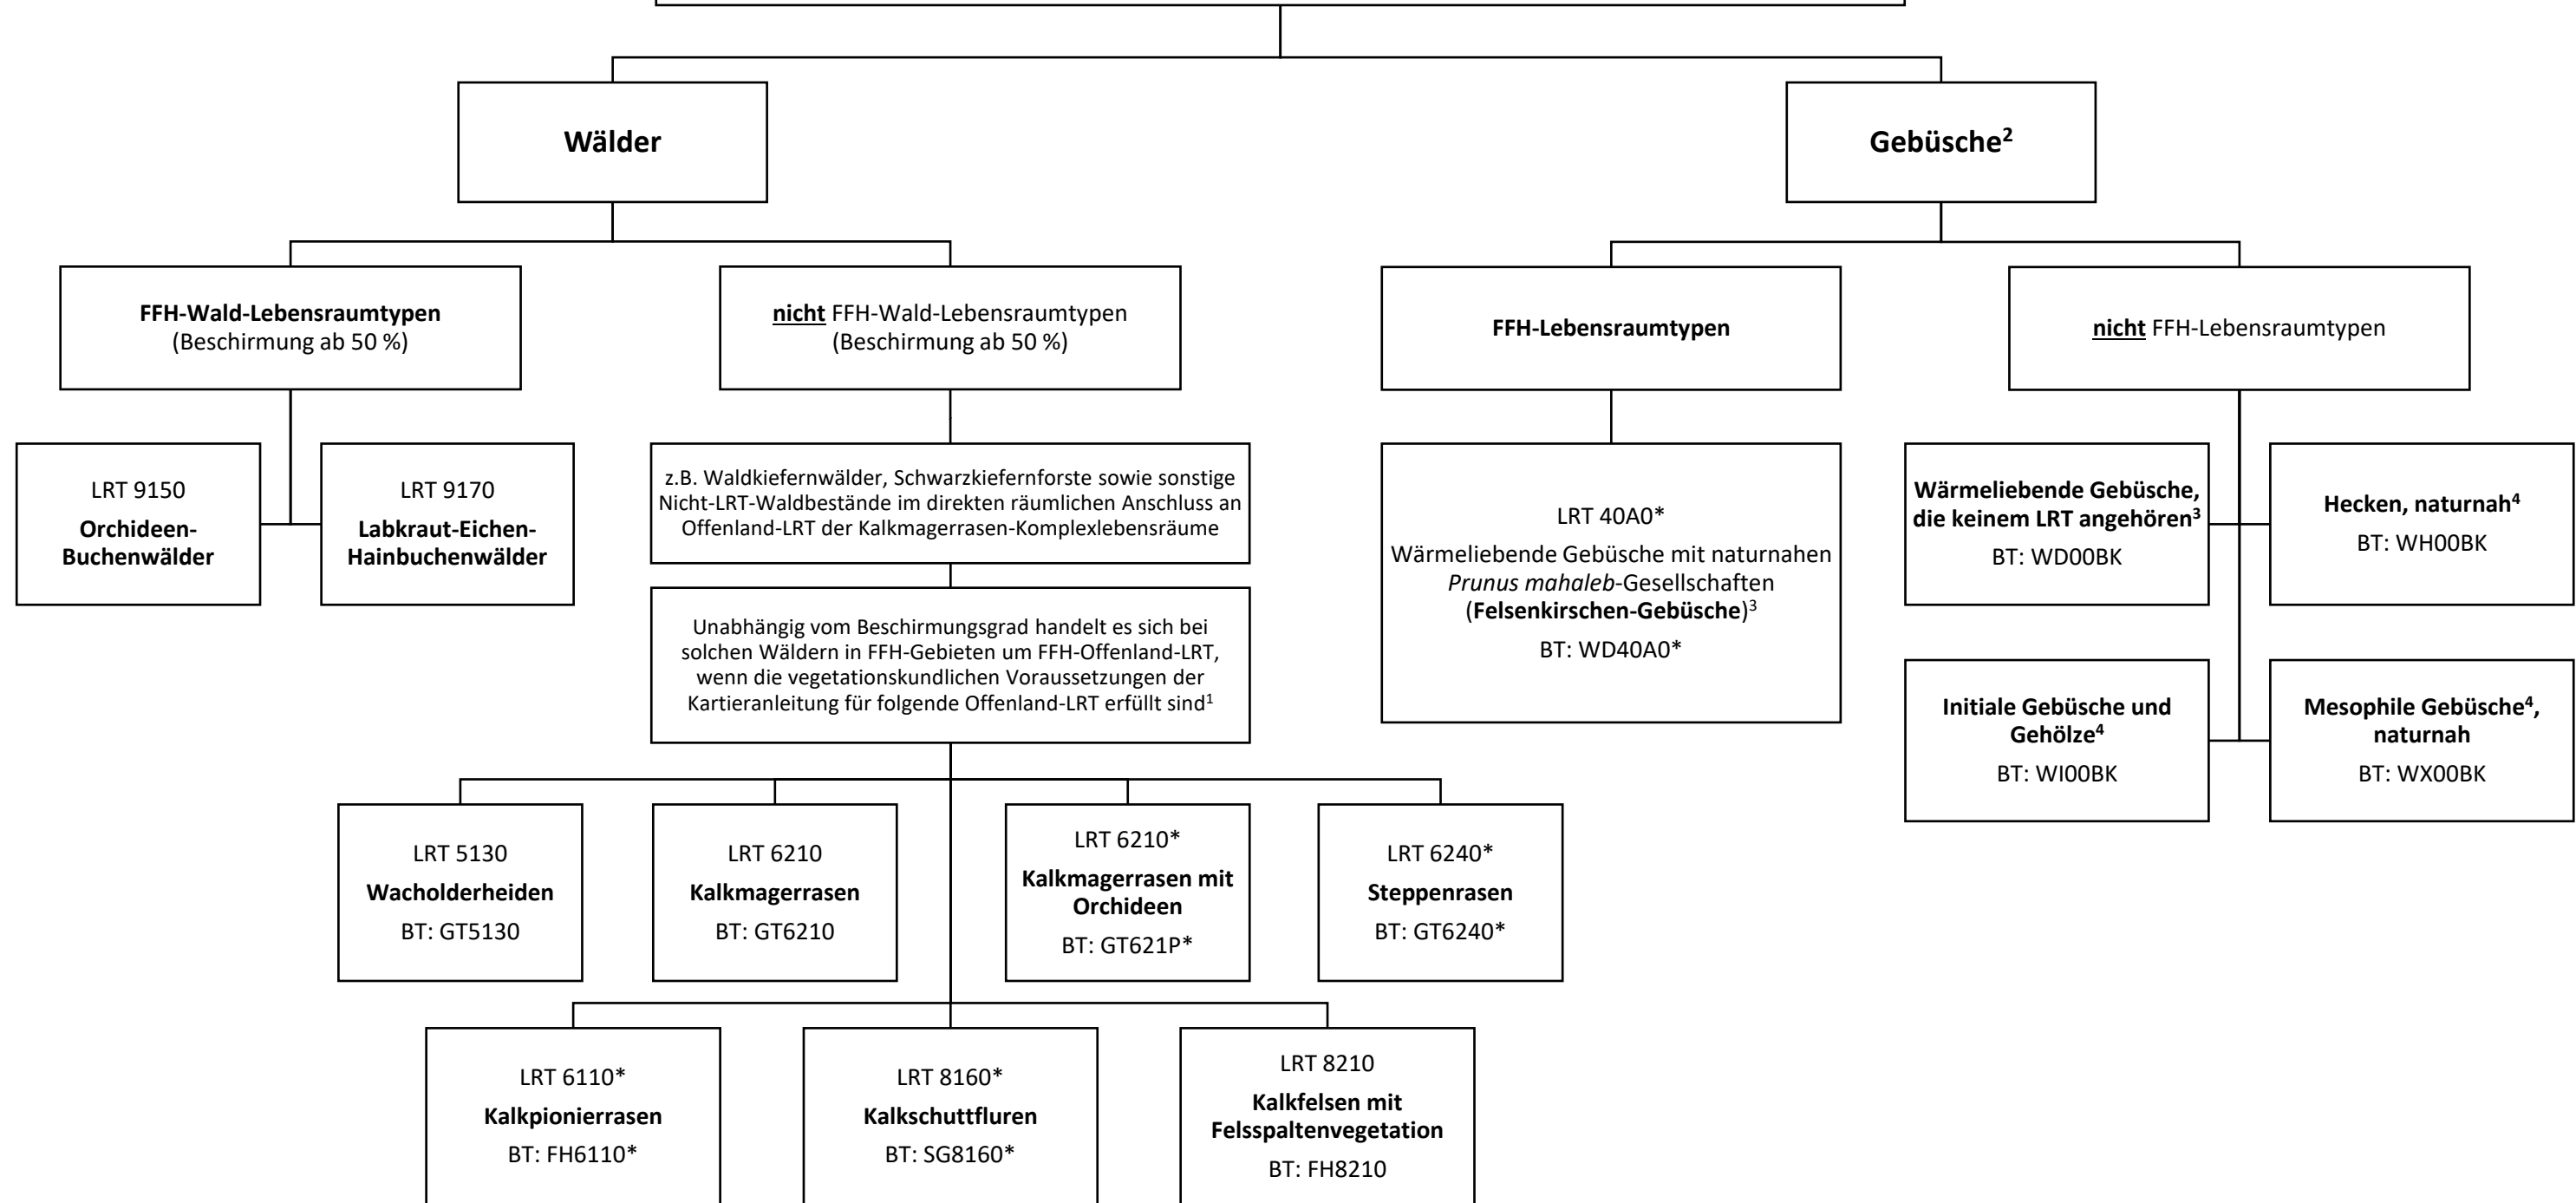 Wälder
Gebüsche²
FFH-Wald-Lebensraumtypen
(Beschirmung ab 50 %)
nicht FFH-Wald-Lebensraumtypen
(Beschirmung ab 50 %)
FFH-Lebensraumtypen
nicht FFH-Lebensraumtypen
LRT 9150
Orchideen-
Buchenwälder
LRT 9170
Labkraut-Eichen-
Hainbuchenwälder
z.B. Waldkiefernwälder, Schwarzkiefernforste sowie sonstige
Nicht-LRT-Waldbestände im direkten räumlichen Anschluss an
Offenland-LRT der Kalkmagerrasen-Komplexlebensräume
Unabhängig vom Beschirmungsgrad handelt es sich bei
solchen Wäldern in FFH-Gebieten um FFH-Offenland-LRT,
wenn die vegetationskundlichen Voraussetzungen der
Kartieranleitung für folgende Offenland-LRT erfüllt sind¹
LRT 40A0*
Wärmeliebende Gebüsche mit naturnahen
Prunus mahaleb-Gesellschaften
(Felsenkirschen-Gebüsche)³
BT: WD40A0*
Wärmeliebende Gebüsche,
die keinem LRT angehören³
BT: WD00BK
Hecken, naturnah⁴
BT: WH00BK
Initiale Gebüsche und
Gehölze⁴
BT: WI00BK
Mesophile Gebüsche⁴,
naturnah
BT: WX00BK
LRT 5130
Wacholderheiden
BT: GT5130
LRT 6210
Kalkmagerrasen
BT: GT6210
LRT 6210*
Kalkmagerrasen mit
Orchideen
BT: GT621P*
LRT 6240*
Steppenrasen
BT: GT6240*
LRT 6110*
Kalkpionierrasen
BT: FH6110*
LRT 8160*
Kalkschuttfluren
BT: SG8160*
LRT 8210
Kalkfelsen mit
Felsspaltenvegetation
BT: FH8210